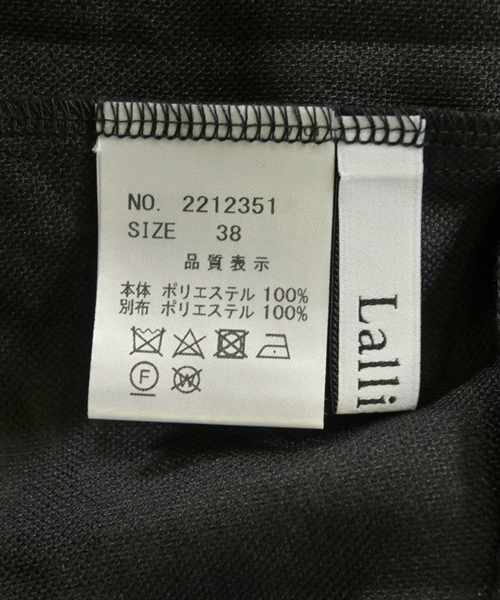 NO. 2212351
SIZE 38
品質表示
本体 ポリエステル 100%
別布 ポリエステル 100%
F
W
Lalli